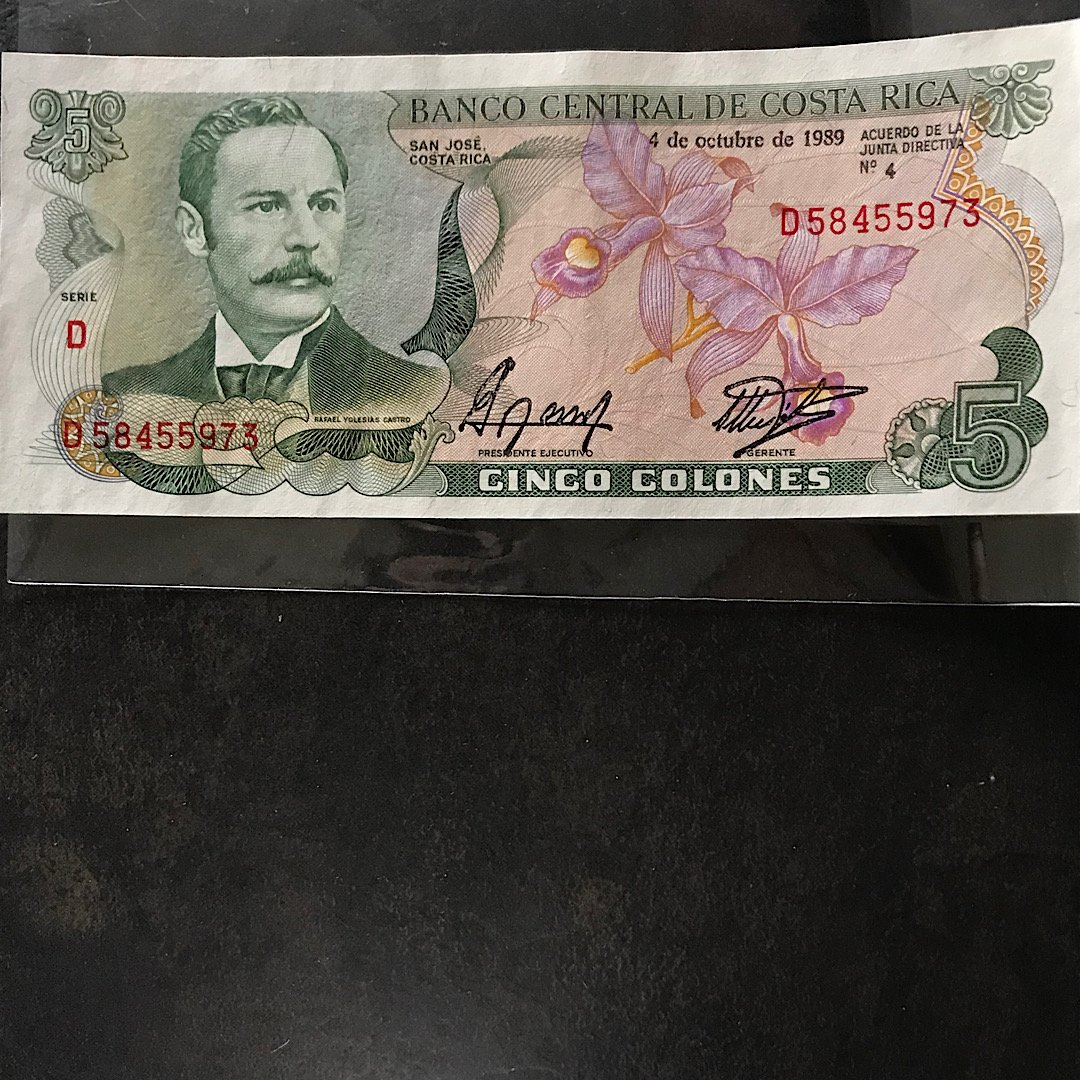 5
BANCO CENTRAL DE COSTA RICA
SAN JOSÉ,
COSTA RICA
4 de octubre de 1989
ACUERDO DE LA
JUNTA DIRECTIVA
Nº 4
D58455973
SERIE
D
RAFAEL YGLESIAS CASTRO
D58455973
PRESIDENTE EJECUTIVO
GERENTE
CINCO COLONES
5